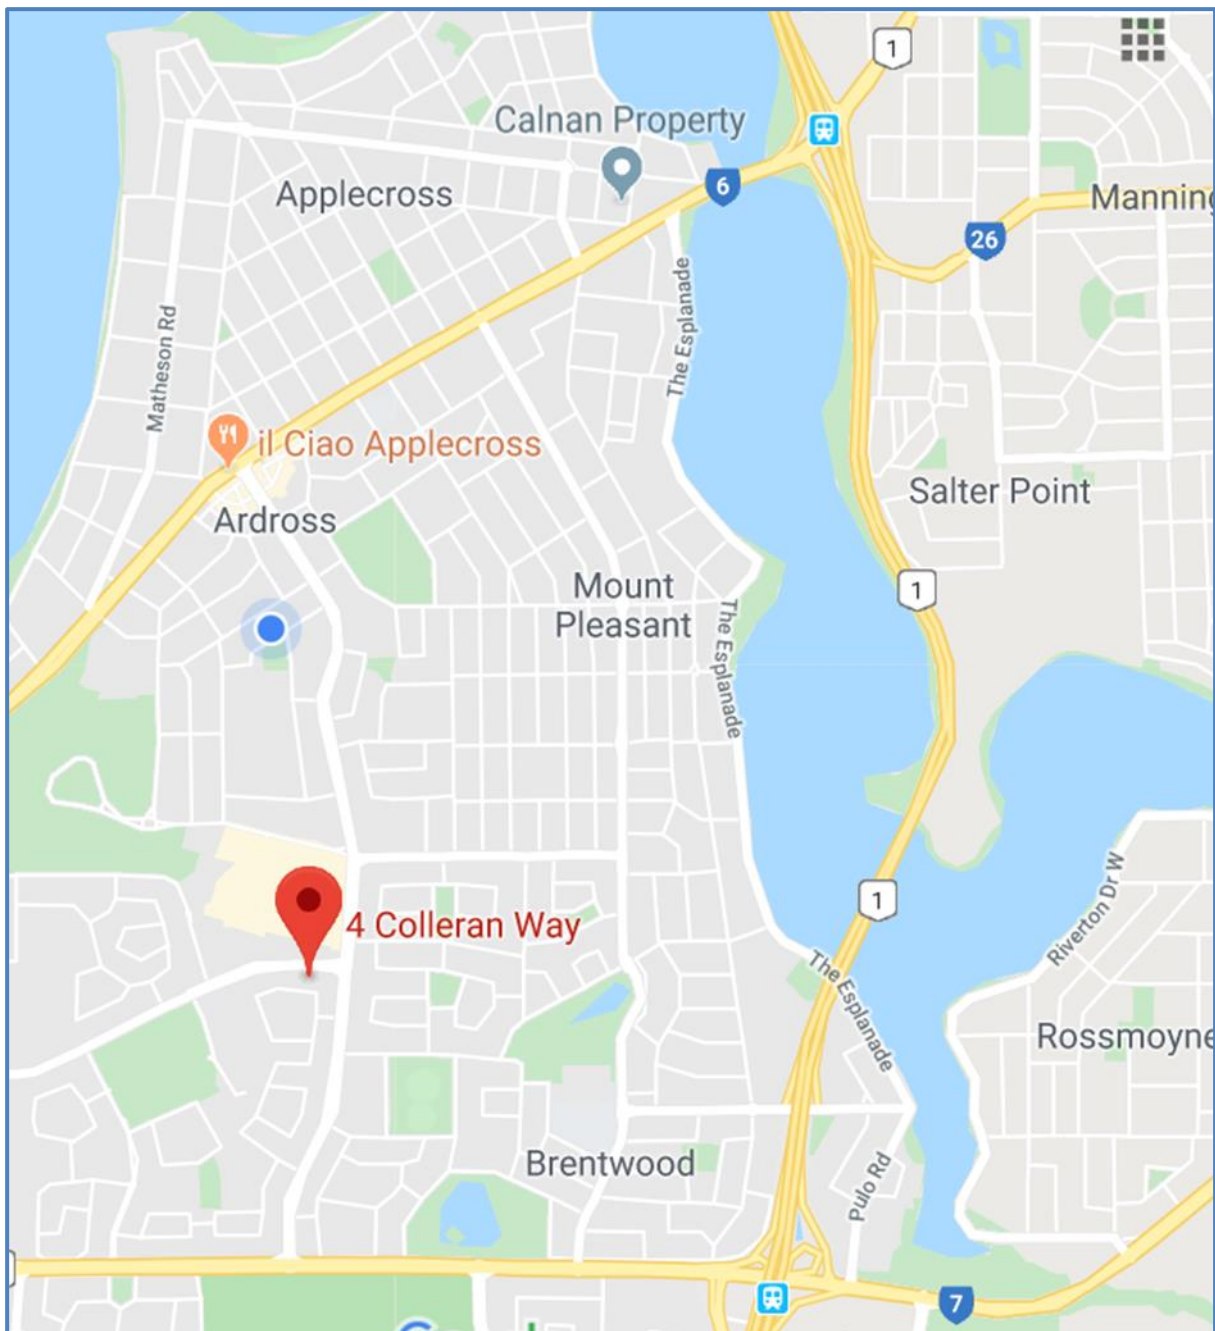 1
Calnan Property
6
Applecross
Manning
26
The Esplanade
Matheson Rd
il Ciao Applecross
Salter Point
Ardross
Mount
Pleasant
1
The Esplanade
Riverton Dr W
1
4 Colleran Way
The Esplanade
Rossmoyne
Brentwood
Pulo Rd
7